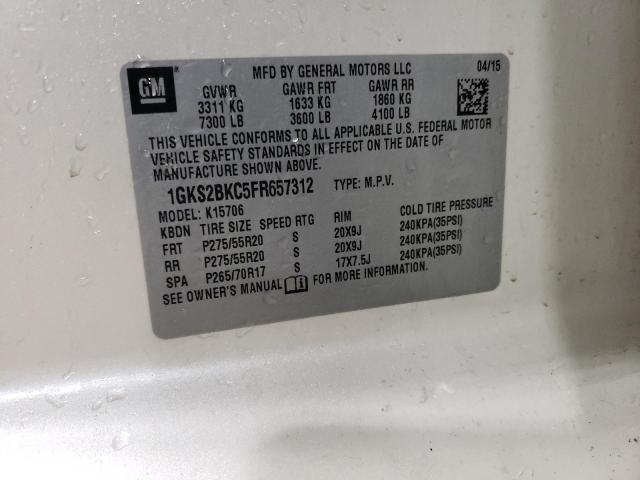 GM MFD BY GENERAL MOTORS LLC 04/15
GVWR GAWR FRT GAWR RR
3311 KG 1633 KG 1860 KG
7300 LB 3600 LB 4100 LB
THIS VEHICLE CONFORMS TO ALL APPLICABLE U.S. FEDERAL MOTOR
VEHICLE SAFETY STANDARDS IN EFFECT ON THE DATE OF
MANUFACTURE SHOWN ABOVE.
1GKS2BKC5FR657312 TYPE: M.P.V.
MODEL: K15706
KBDN TIRE SIZE SPEED RTG RIM COLD TIRE PRESSURE
FRT P275/55R20 S 20X9J 240KPA(35PSI)
RR P275/55R20 S 20X9J 240KPA(35PSI)
SPA P265/70R17 S 17X7.5J 240KPA(35PSI)
SEE OWNER'S MANUAL FOR MORE INFORMATION.